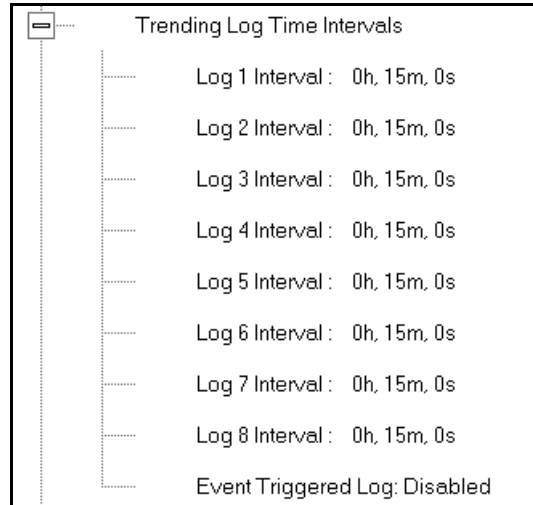 Trending Log Time Intervals
Log 1 Interval : 0h, 15m, 0s
Log 2 Interval : 0h, 15m, 0s
Log 3 Interval : 0h, 15m, 0s
Log 4 Interval : 0h, 15m, 0s
Log 5 Interval : 0h, 15m, 0s
Log 6 Interval : 0h, 15m, 0s
Log 7 Interval : 0h, 15m, 0s
Log 8 Interval : 0h, 15m, 0s
Event Triggered Log: Disabled